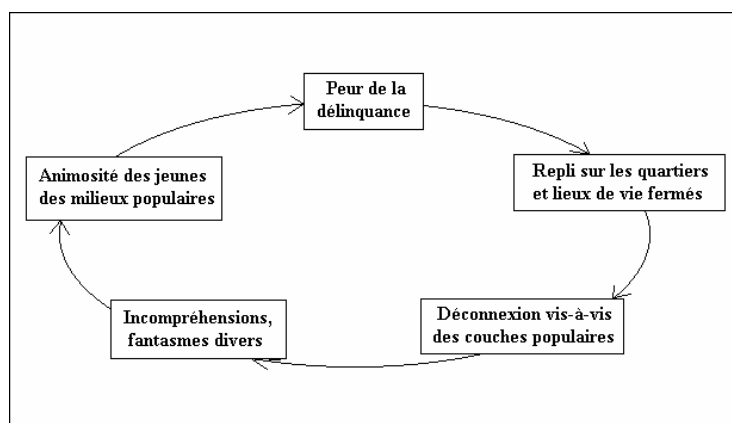 Peur de la
délinquance
Repli sur les quartiers
et lieux de vie fermés
Déconnexion vis-à-vis
des couches populaires
Incompréhensions,
fantasmes divers
Animosité des jeunes
des milieux populaires